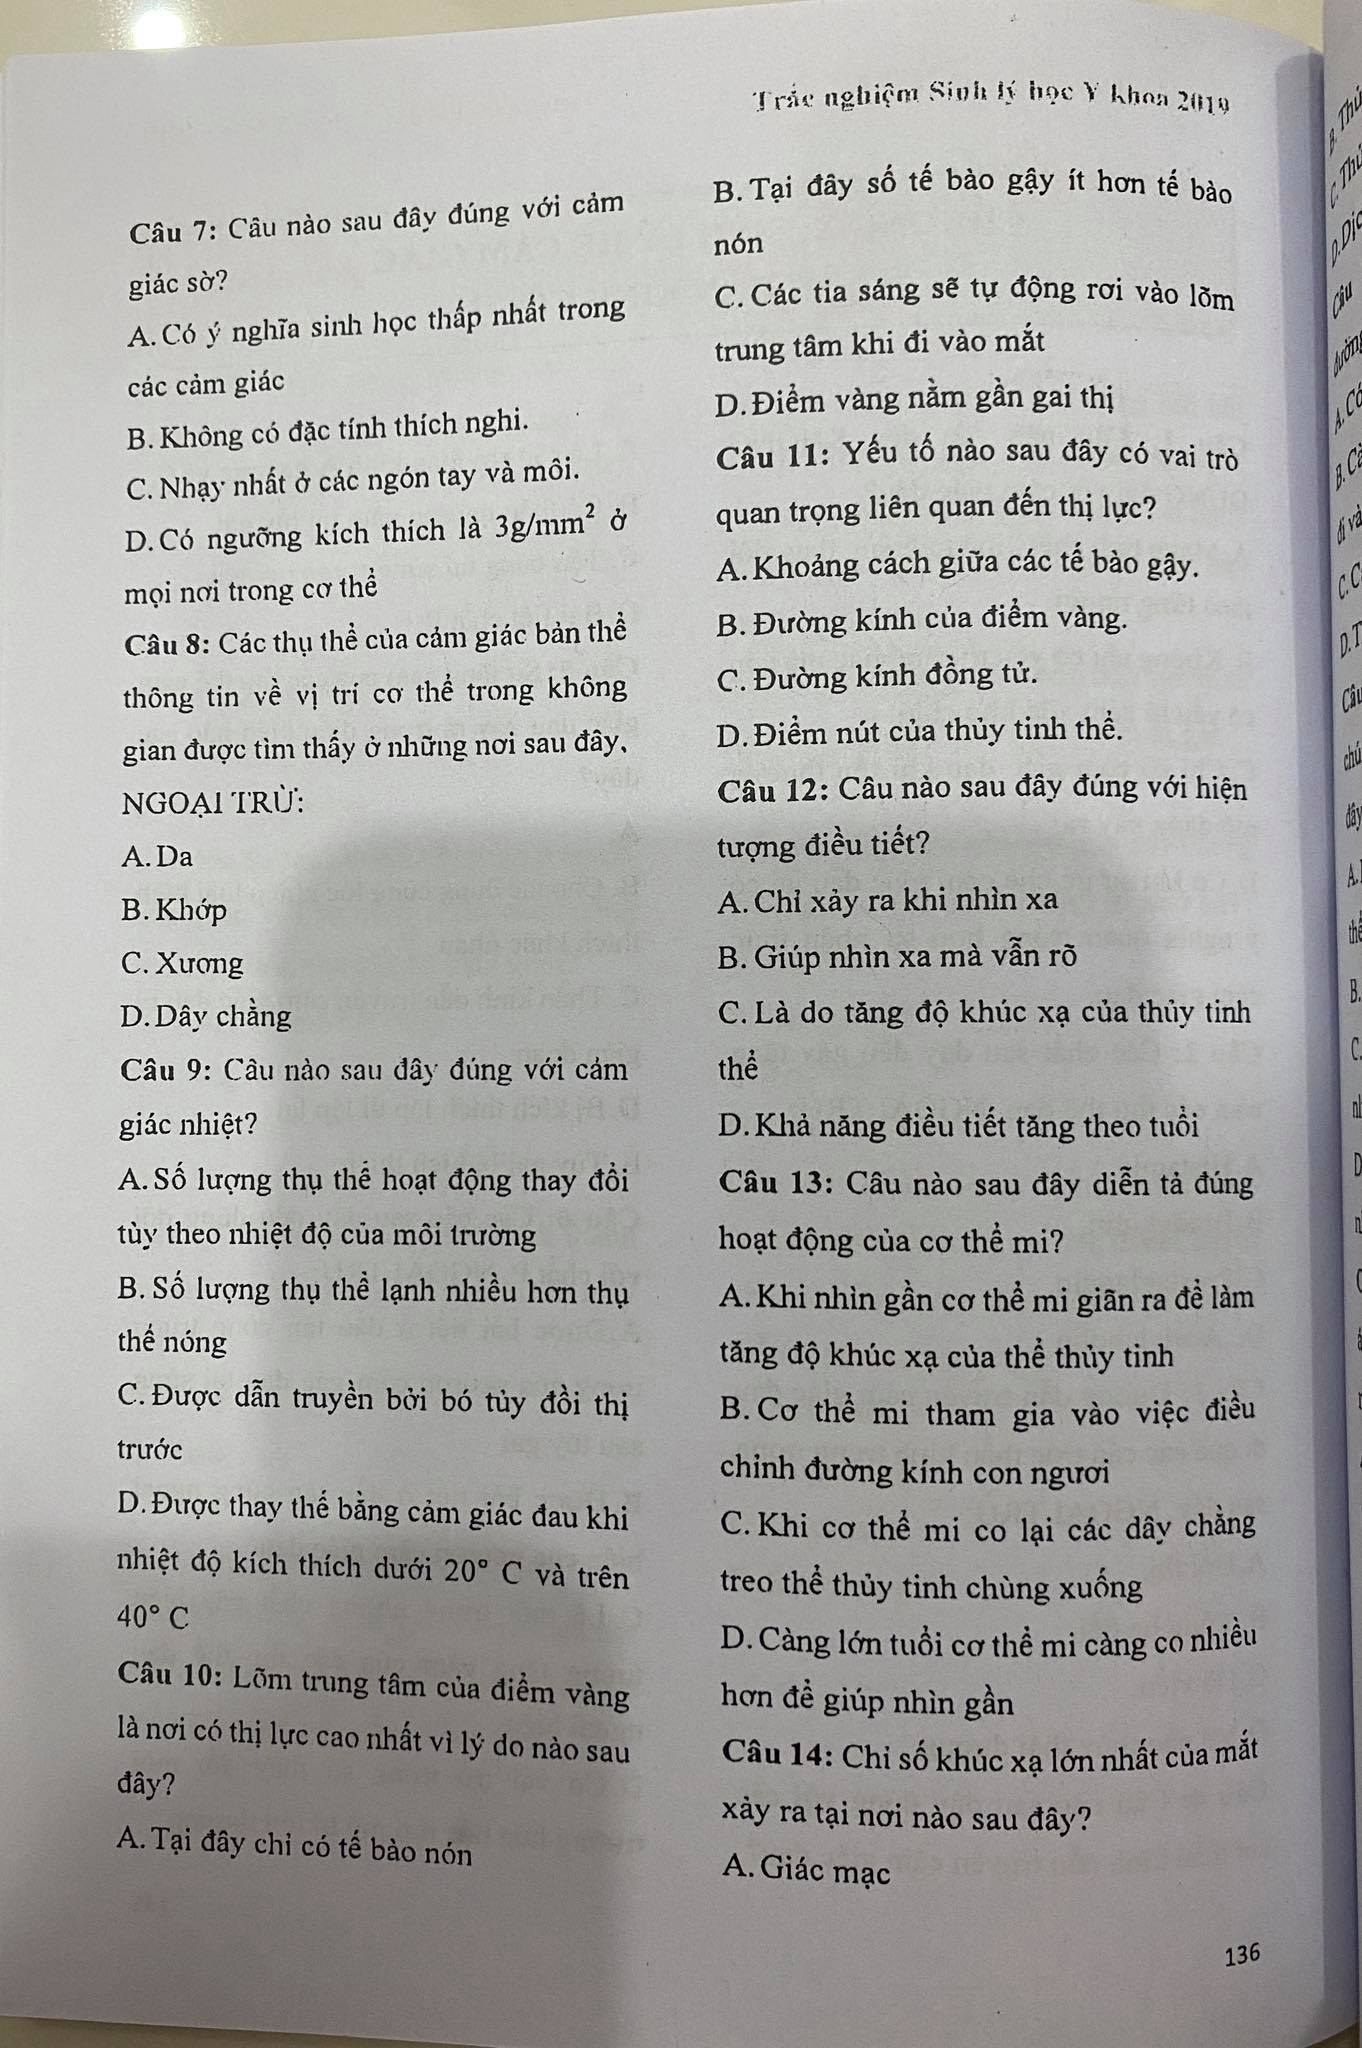 Trắc nghiệm Sinh lý học Y khoa 2019
Câu 7: Câu nào sau đây đúng với cảm
giác sờ?
A. Có ý nghĩa sinh học thấp nhất trong
các cảm giác
B. Không có đặc tính thích nghi.
C. Nhạy nhất ở các ngón tay và môi.
D. Có ngưỡng kích thích là 3g/mm² ở
mọi nơi trong cơ thể
Câu 8: Các thụ thể của cảm giác bản thể
thông tin về vị trí cơ thể trong không
gian được tìm thấy ở những nơi sau đây,
NGOẠI TRỪ:
A. Da
B. Khớp
C. Xương
D. Dây chằng
Câu 9: Câu nào sau đây đúng với cảm
giác nhiệt?
A. Số lượng thụ thể hoạt động thay đổi
tùy theo nhiệt độ của môi trường
B. Số lượng thụ thể lạnh nhiều hơn thụ
thể nóng
C. Được dẫn truyền bởi bó tủy đồi thị
trước
D. Được thay thế bằng cảm giác đau khi
nhiệt độ kích thích dưới 20° C và trên
40° C
Câu 10: Lõm trung tâm của điểm vàng
là nơi có thị lực cao nhất vì lý do nào sau
đây?
A. Tại đây chỉ có tế bào nón
B. Tại đây số tế bào gậy ít hơn tế bào
nón
C. Các tia sáng sẽ tự động rơi vào lõm
trung tâm khi đi vào mắt
D. Điểm vàng nằm gần gai thị
Câu 11: Yếu tố nào sau đây có vai trò
quan trọng liên quan đến thị lực?
A. Khoảng cách giữa các tế bào gậy.
B. Đường kính của điểm vàng.
C. Đường kính đồng tử.
D. Điểm nút của thủy tinh thể.
Câu 12: Câu nào sau đây đúng với hiện
tượng điều tiết?
A. Chỉ xảy ra khi nhìn xa
B. Giúp nhìn xa mà vẫn rõ
C. Là do tăng độ khúc xạ của thủy tinh
thể
D. Khả năng điều tiết tăng theo tuổi
Câu 13: Câu nào sau đây diễn tả đúng
hoạt động của cơ thể mi?
A. Khi nhìn gần cơ thể mi giãn ra để làm
tăng độ khúc xạ của thể thủy tinh
B. Cơ thể mi tham gia vào việc điều
chỉnh đường kính con ngươi
C. Khi cơ thể mi co lại các dây chằng
treo thể thủy tinh chùng xuống
D. Càng lớn tuổi cơ thể mi càng co nhiều
hơn để giúp nhìn gần
Câu 14: Chỉ số khúc xạ lớn nhất của mắt
xảy ra tại nơi nào sau đây?
A. Giác mạc
136